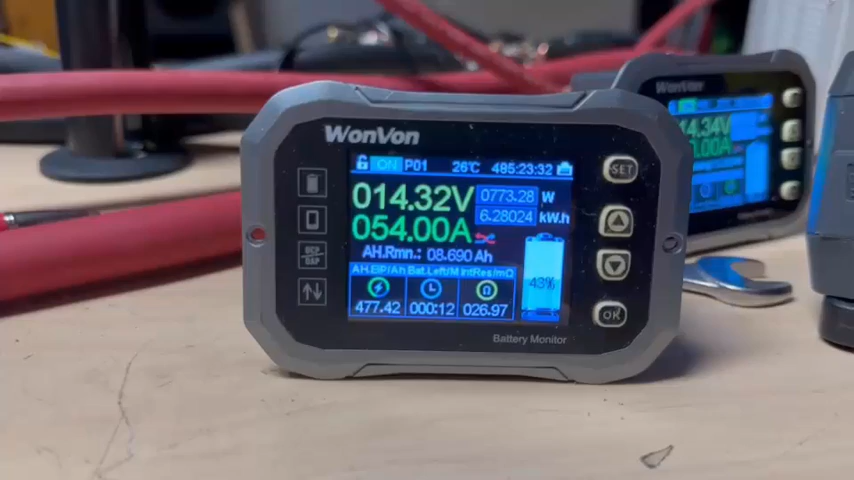 WonVon
WonVon
ON P01 26℃ 485:23:32
014.32V 0773.28 W
054.00A 6.28024 kW.h
AH.Rmn.: 08.690 Ah
43%
AH.ElP/Ah Bat.Left/M IntRes/mΩ
Ω
477.42 000:12 026.97
Battery Monitor
OCP
OAP
SET
OK
14.34V